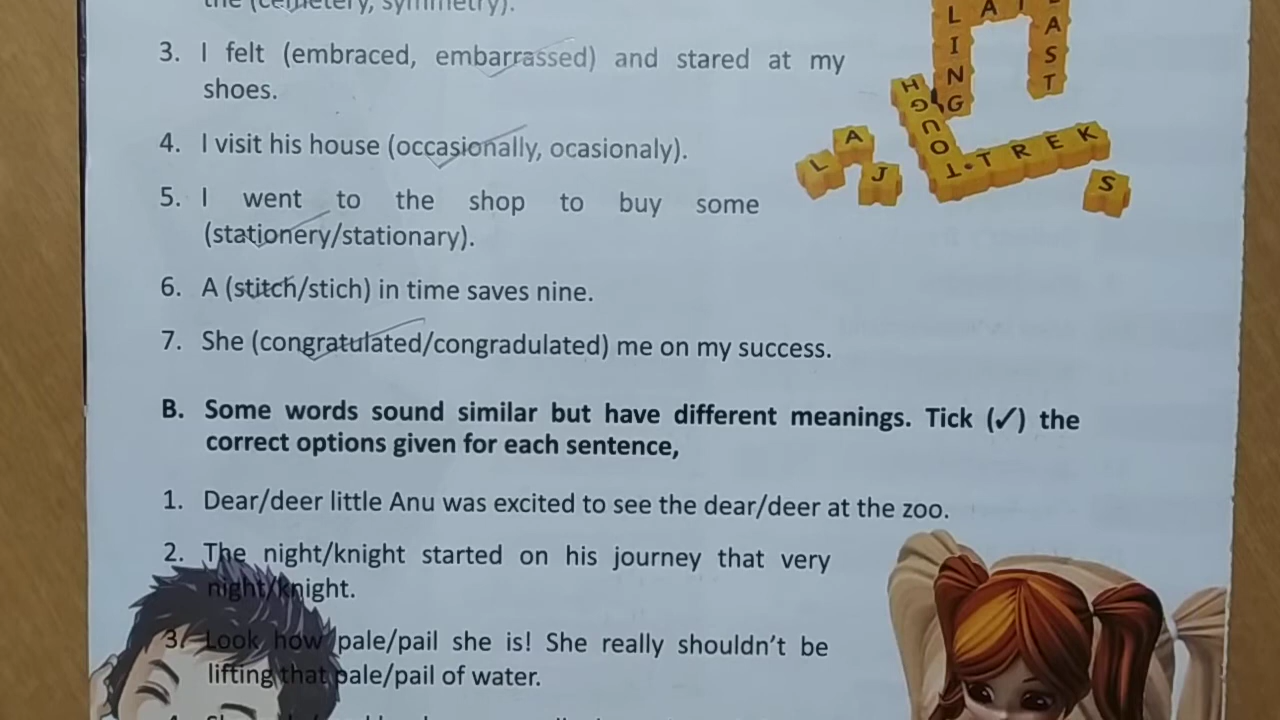 the (cemetery, symmetry).
3. I felt (embraced, embarrassed) and stared at my
shoes.
4. I visit his house (occasionally, ocasionaly).
5. I went to the shop to buy some
(stationery/stationary).
6. A (stitch/stich) in time saves nine.
7. She (congratulated/congradulated) me on my success.
B. Some words sound similar but have different meanings. Tick (✓) the
correct options given for each sentence,
1. Dear/deer little Anu was excited to see the dear/deer at the zoo.
2. The night/knight started on his journey that very
night/knight.
3. Look how pale/pail she is! She really shouldn't be
lifting that pale/pail of water.
L I N G
A S T
T O U G H
T R E K
L A J
S